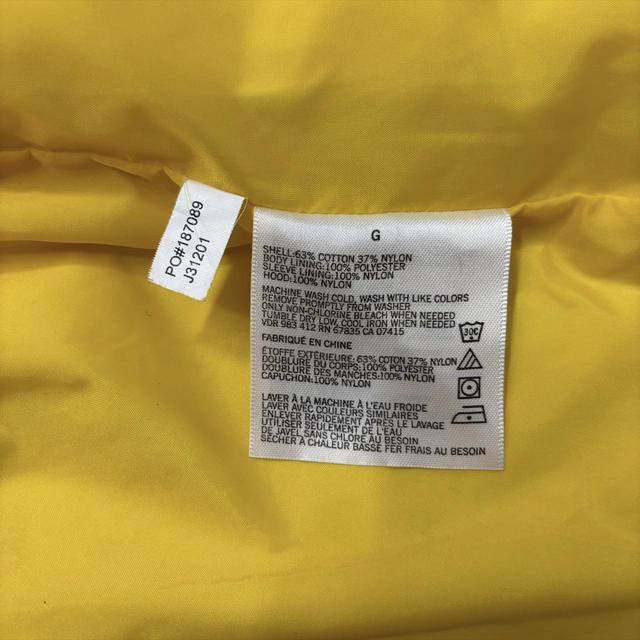 PO#187089
J31201
G
SHELL:63% COTTON 37% NYLON
BODY LINING:100% POLYESTER
SLEEVE LINING:100% NYLON
HOOD:100% NYLON
MACHINE WASH COLD, WASH WITH LIKE COLORS
REMOVE PROMPTLY FROM WASHER
ONLY NON-CHLORINE BLEACH WHEN NEEDED
TUMBLE DRY LOW, COOL IRON WHEN NEEDED
VDR 983 412 RN 67835 CA 07415
30C
FABRIQUÉ EN CHINE
ÉTOFFE EXTÉRIEURE: 63% COTON 37% NYLON
DOUBLURE DU CORPS: 100% POLYESTER
DOUBLURE DES MANCHES: 100% NYLON
CAPUCHON:100% NYLON
LAVER À LA MACHINE À L'EAU FROIDE
LAVER AVEC COULEURS SIMILAIRES
ENLEVER RAPIDEMENT APRÈS LE LAVAGE
UTILISER SEULEMENT DE L'EAU
DE JAVEL SANS CHLORE AU BESOIN
SÉCHER À CHALEUR BASSE FER FRAIS AU BESOIN